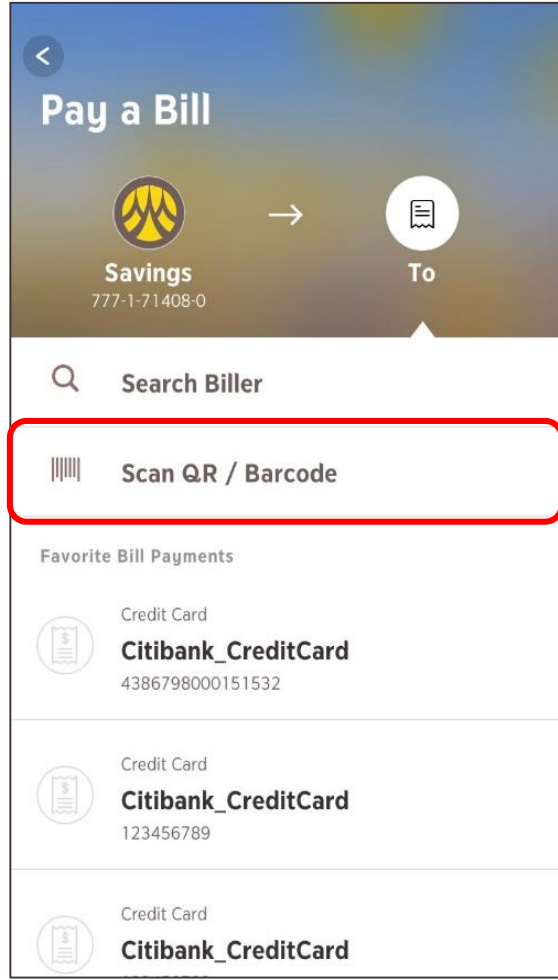 Pay a Bill
Savings
777-1-71408-0
To
Search Biller
Scan QR / Barcode
Favorite Bill Payments
Credit Card
Citibank_CreditCard
4386798000151532
Credit Card
Citibank_CreditCard
123456789
Credit Card
Citibank_CreditCard